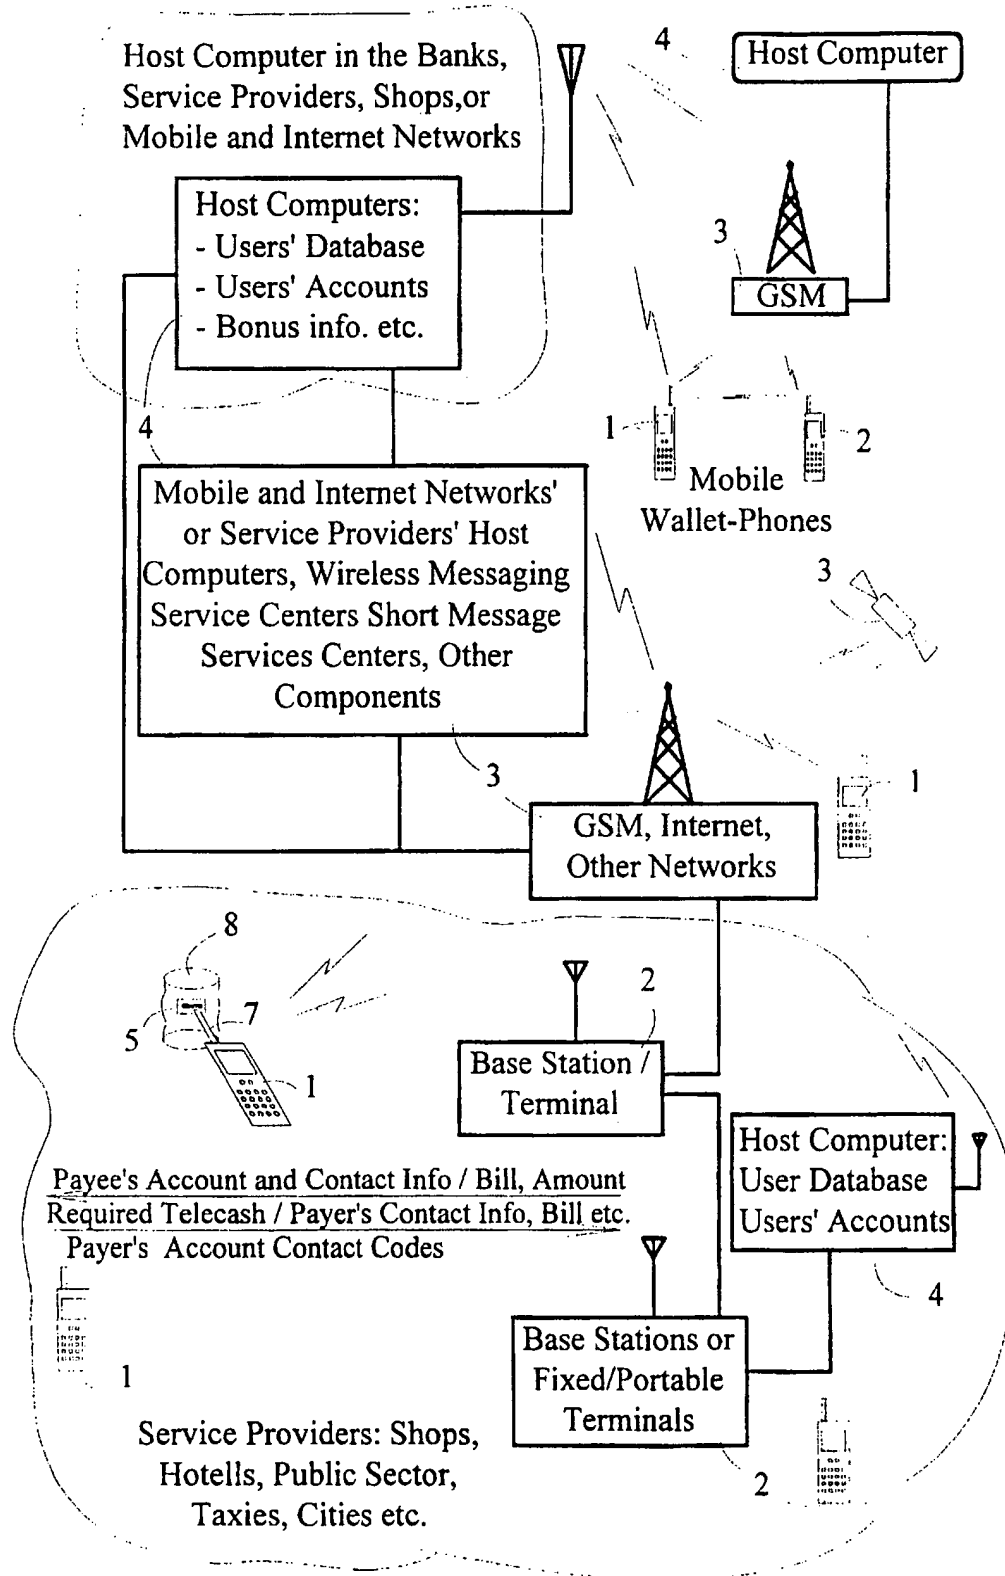 Host Computer in the Banks,
Service Providers, Shops,or
Mobile and Internet Networks
4
Host Computer
Host Computers:
- Users' Database
- Users' Accounts
- Bonus info. etc.
3
GSM
4
1
2
Mobile
Wallet-Phones
Mobile and Internet Networks'
or Service Providers' Host
Computers, Wireless Messaging
Service Centers Short Message
Services Centers, Other
Components
3
3
1
GSM, Internet,
Other Networks
8
5
7
1
2
Base Station /
Terminal
Host Computer:
User Database
Users' Accounts
4
Payee's Account and Contact Info / Bill, Amount
Required Telecash / Payer's Contact Info, Bill etc.
Payer's Account Contact Codes
1
Base Stations or
Fixed/Portable
Terminals
2
Service Providers: Shops,
Hotells, Public Sector,
Taxies, Cities etc.